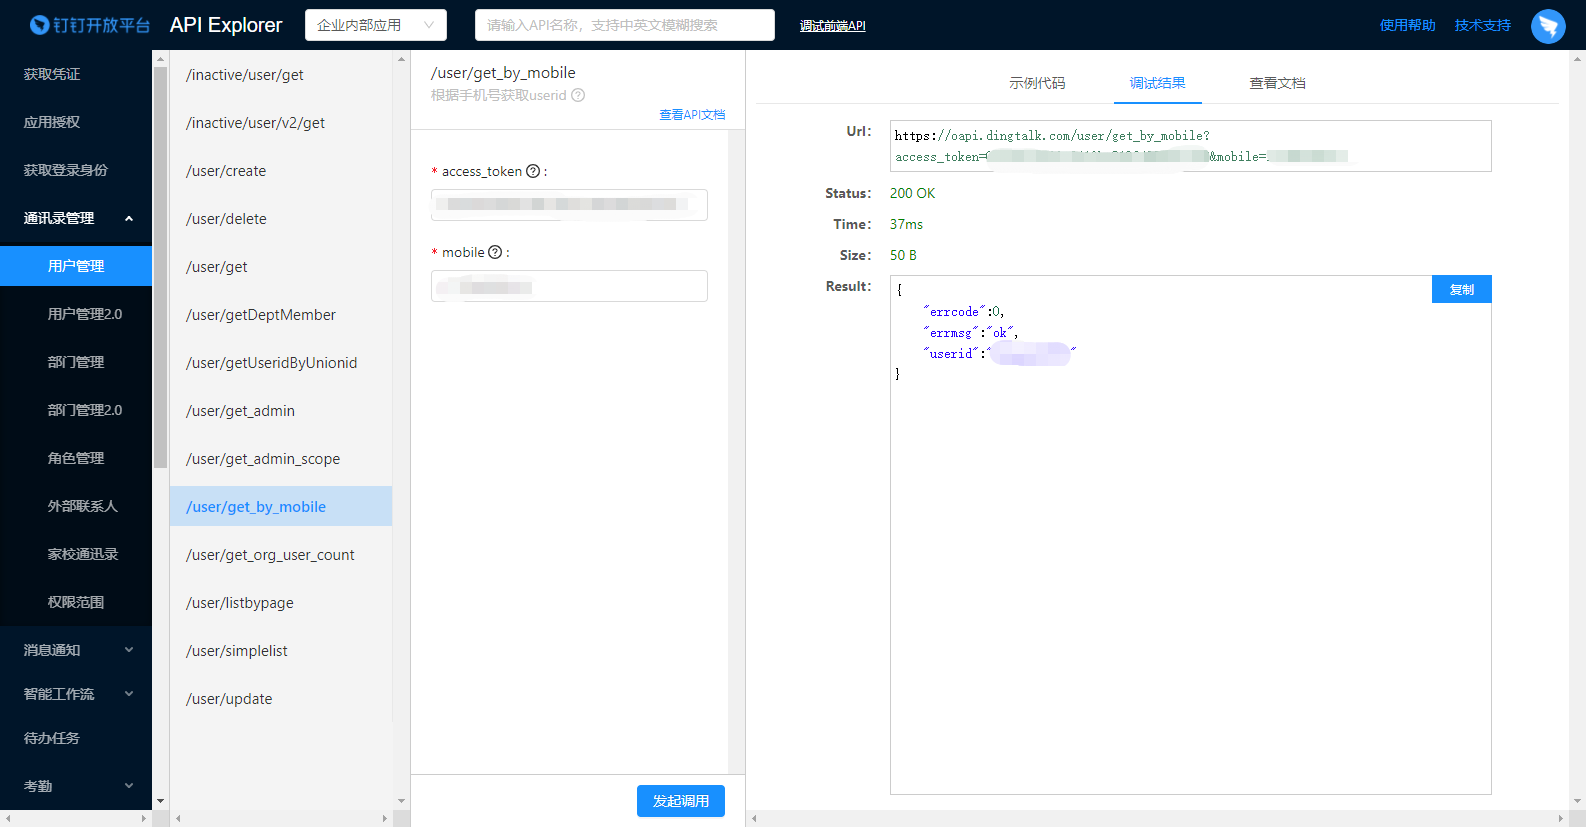 钉钉开放平台 API Explorer 企业内部应用 请输入API名称，支持中英文模糊搜索 调试前端API 使用帮助 技术支持
获取凭证
应用授权
获取登录身份
通讯录管理
用户管理
用户管理2.0
部门管理
部门管理2.0
角色管理
外部联系人
家校通讯录
权限范围
消息通知
智能工作流
待办任务
考勤
/inactive/user/get
/inactive/user/v2/get
/user/create
/user/delete
/user/get
/user/getDeptMember
/user/getUseridByUnionid
/user/get_admin
/user/get_admin_scope
/user/get_by_mobile
/user/get_org_user_count
/user/listbypage
/user/simplelist
/user/update
/user/get_by_mobile
根据手机号获取userid
查看API文档
* access_token :
* mobile :
发起调用
示例代码 调试结果 查看文档
Url: https://oapi.dingtalk.com/user/get_by_mobile?
access_token= &mobile=
Status: 200 OK
Time: 37ms
Size: 50 B
Result: {
复制
"errcode":0,
"errmsg":"ok",
"userid":" "
}